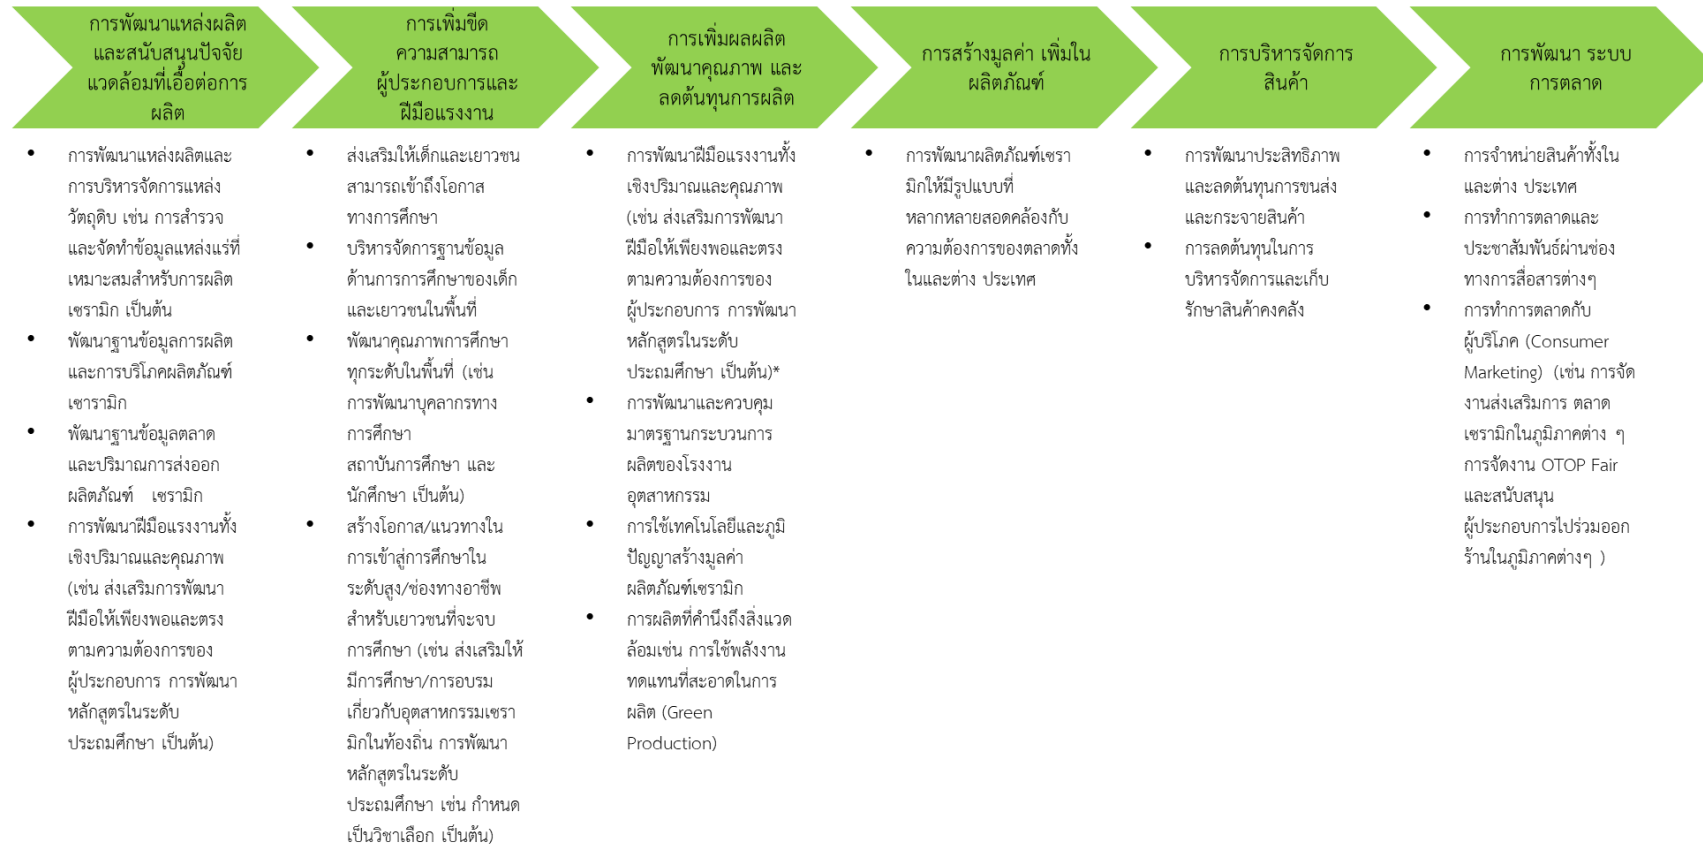 การพัฒนาแหล่งผลิต
และสนับสนุนปัจจัย
แวดล้อมที่เอื้อต่อการ
ผลิต
การเพิ่มขีด
ความสามารถ
ผู้ประกอบการและ
ฝีมือแรงงาน
การเพิ่มผลผลิต
พัฒนาคุณภาพ และ
ลดต้นทุนการผลิต
การสร้างมูลค่า เพิ่มใน
ผลิตภัณฑ์
การบริหารจัดการ
สินค้า
การพัฒนา ระบบ
การตลาด
• การพัฒนาแหล่งผลิตและ
การบริหารจัดการแหล่ง
วัตถุดิบ เช่น การสำรวจ
และจัดทำข้อมูลแหล่งแร่ที่
เหมาะสมสำหรับการผลิต
เซรามิก เป็นต้น
• พัฒนาฐานข้อมูลการผลิต
และการบริโภคผลิตภัณฑ์
เซารามิก
• พัฒนาฐานข้อมูลตลาด
และปริมาณการส่งออก
ผลิตภัณฑ์ เซรามิก
• การพัฒนาฝีมือแรงงานทั้ง
เชิงปริมาณและคุณภาพ
(เช่น ส่งเสริมการพัฒนา
ฝีมือให้เพียงพอและตรง
ตามความต้องการของ
ผู้ประกอบการ การพัฒนา
หลักสูตรในระดับ
ประถมศึกษา เป็นต้น)
• ส่งเสริมให้เด็กและเยาวชน
สามารถเข้าถึงโอกาส
ทางการศึกษา
• บริหารจัดการฐานข้อมูล
ด้านการการศึกษาของเด็ก
และเยาวชนในพื้นที่
• พัฒนาคุณภาพการศึกษา
ทุกระดับในพื้นที่ (เช่น
การพัฒนาบุคลากรทาง
การศึกษา
สถาบันการศึกษา และ
นักศึกษา เป็นต้น)
• สร้างโอกาส/แนวทางใน
การเข้าสู่การศึกษาใน
ระดับสูง/ช่องทางอาชีพ
สำหรับเยาวชนที่จะจบ
การศึกษา (เช่น ส่งเสริมให้
มีการศึกษา/การอบรม
เกี่ยวกับอุตสาหกรรมเซรา
มิกในท้องถิ่น การพัฒนา
หลักสูตรในระดับ
ประถมศึกษา เช่น กำหนด
เป็นวิชาเลือก เป็นต้น)
• การพัฒนาฝีมือแรงงานทั้ง
เชิงปริมาณและคุณภาพ
(เช่น ส่งเสริมการพัฒนา
ฝีมือให้เพียงพอและตรง
ตามความต้องการของ
ผู้ประกอบการ การพัฒนา
หลักสูตรในระดับ
ประถมศึกษา เป็นต้น)*
• การพัฒนาและควบคุม
มาตรฐานกระบวนการ
ผลิตของโรงงาน
อุตสาหกรรม
• การใช้เทคโนโลยีและภูมิ
ปัญญาสร้างมูลค่า
ผลิตภัณฑ์เซรามิก
• การผลิตที่คำนึงถึงสิ่งแวด
ล้อมเช่น การใช้พลังงาน
ทดแทนที่สะอาดในการ
ผลิต (Green
Production)
• การพัฒนาผลิตภัณฑ์เซรา
มิกให้มีรูปแบบที่
หลากหลายสอดคล้องกับ
ความต้องการของตลาดทั้ง
ในและต่าง ประเทศ
• การพัฒนาประสิทธิภาพ
และลดต้นทุนการขนส่ง
และกระจายสินค้า
• การลดต้นทุนในการ
บริหารจัดการและเก็บ
รักษาสินค้าคงคลัง
• การจำหน่ายสินค้าทั้งใน
และต่าง ประเทศ
• การทำการตลาดและ
ประชาสัมพันธ์ผ่านช่อง
ทางการสื่อสารต่างๆ
• การทำการตลาดกับ
ผู้บริโภค (Consumer
Marketing) (เช่น การจัด
งานส่งเสริมการ ตลาด
เซรามิกในภูมิภาคต่าง ๆ
การจัดงาน OTOP Fair
และสนับสนุน
ผู้ประกอบการไปร่วมออก
ร้านในภูมิภาคต่างๆ )